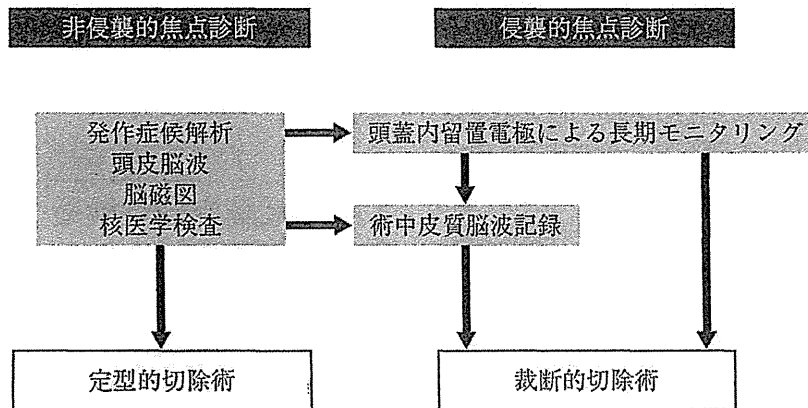 非侵襲的焦点診断
侵襲的焦点診断
発作症候解析
頭皮脳波
脳磁図
核医学検査
頭蓋内留置電極による長期モニタリング
術中皮質脳波記録
定型的切除術
裁断的切除術